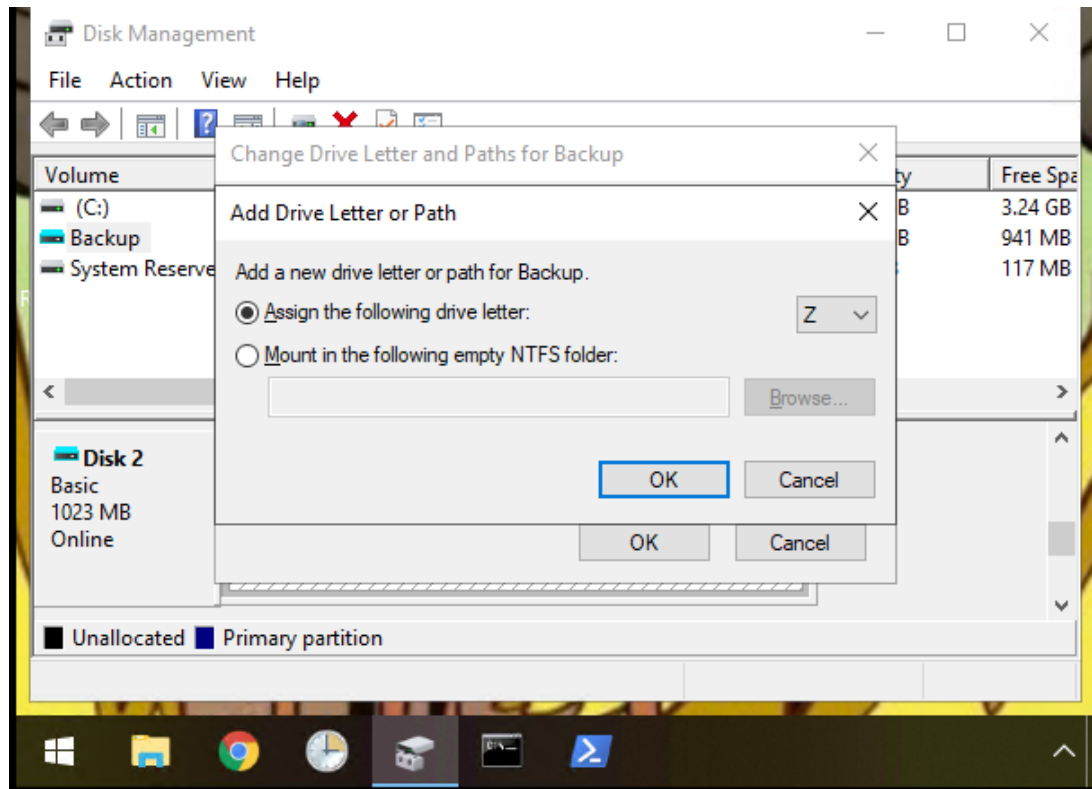 Disk Management
File Action View Help
Change Drive Letter and Paths for Backup
Volume ty Free Spa
(C:) B 3.24 GB
Backup B 941 MB
System Reserve 117 MB
Add Drive Letter or Path
Add a new drive letter or path for Backup.
Assign the following drive letter: Z
Mount in the following empty NTFS folder:
Browse...
OK Cancel
Disk 2
Basic
1023 MB
Online
OK Cancel
Unallocated Primary partition